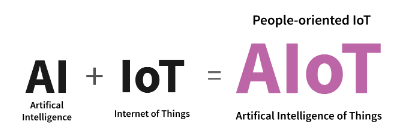 People-oriented IoT
AI + IoT = AIoT
Artifical
Intelligence
Internet of Things
Artifical Intelligence of Things